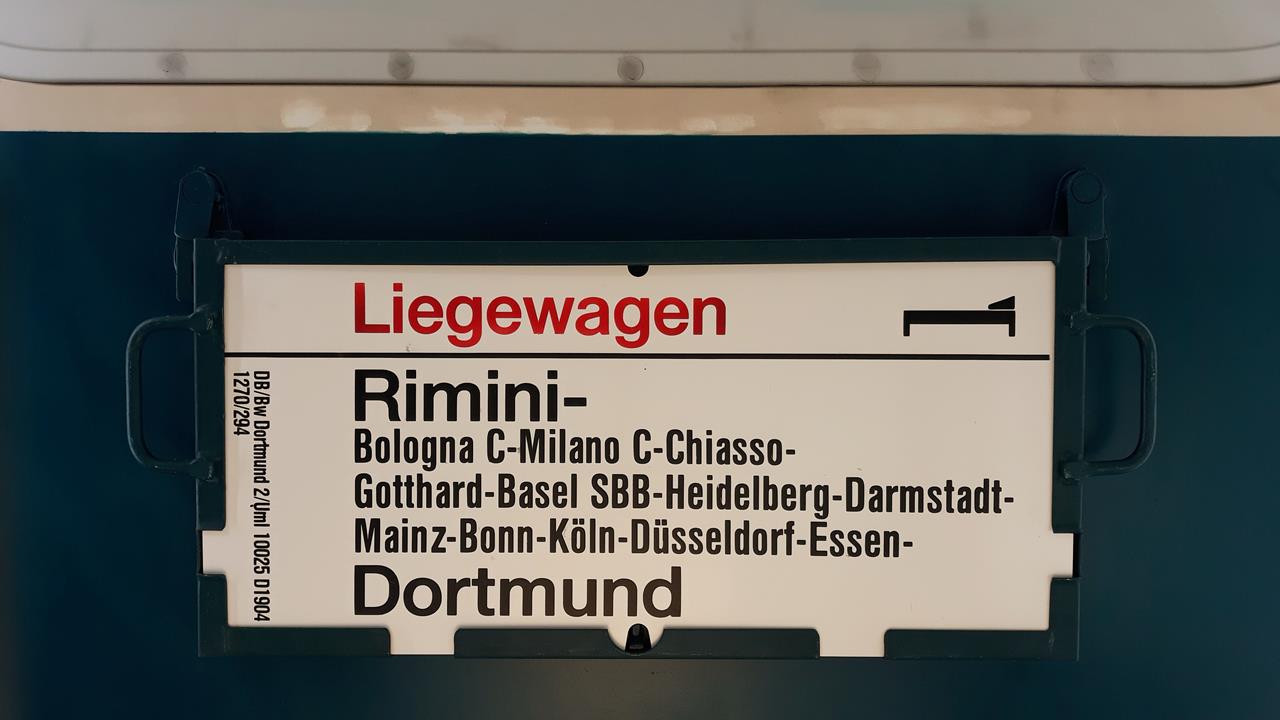 Liegewagen
Rimini-
Bologna C-Milano C-Chiasso-
Gotthard-Basel SBB-Heidelberg-Darmstadt-
Mainz-Bonn-Köln-Düsseldorf-Essen-
Dortmund
DB/Bw Dortmund 2/Uml 10025 D1904
1270/294